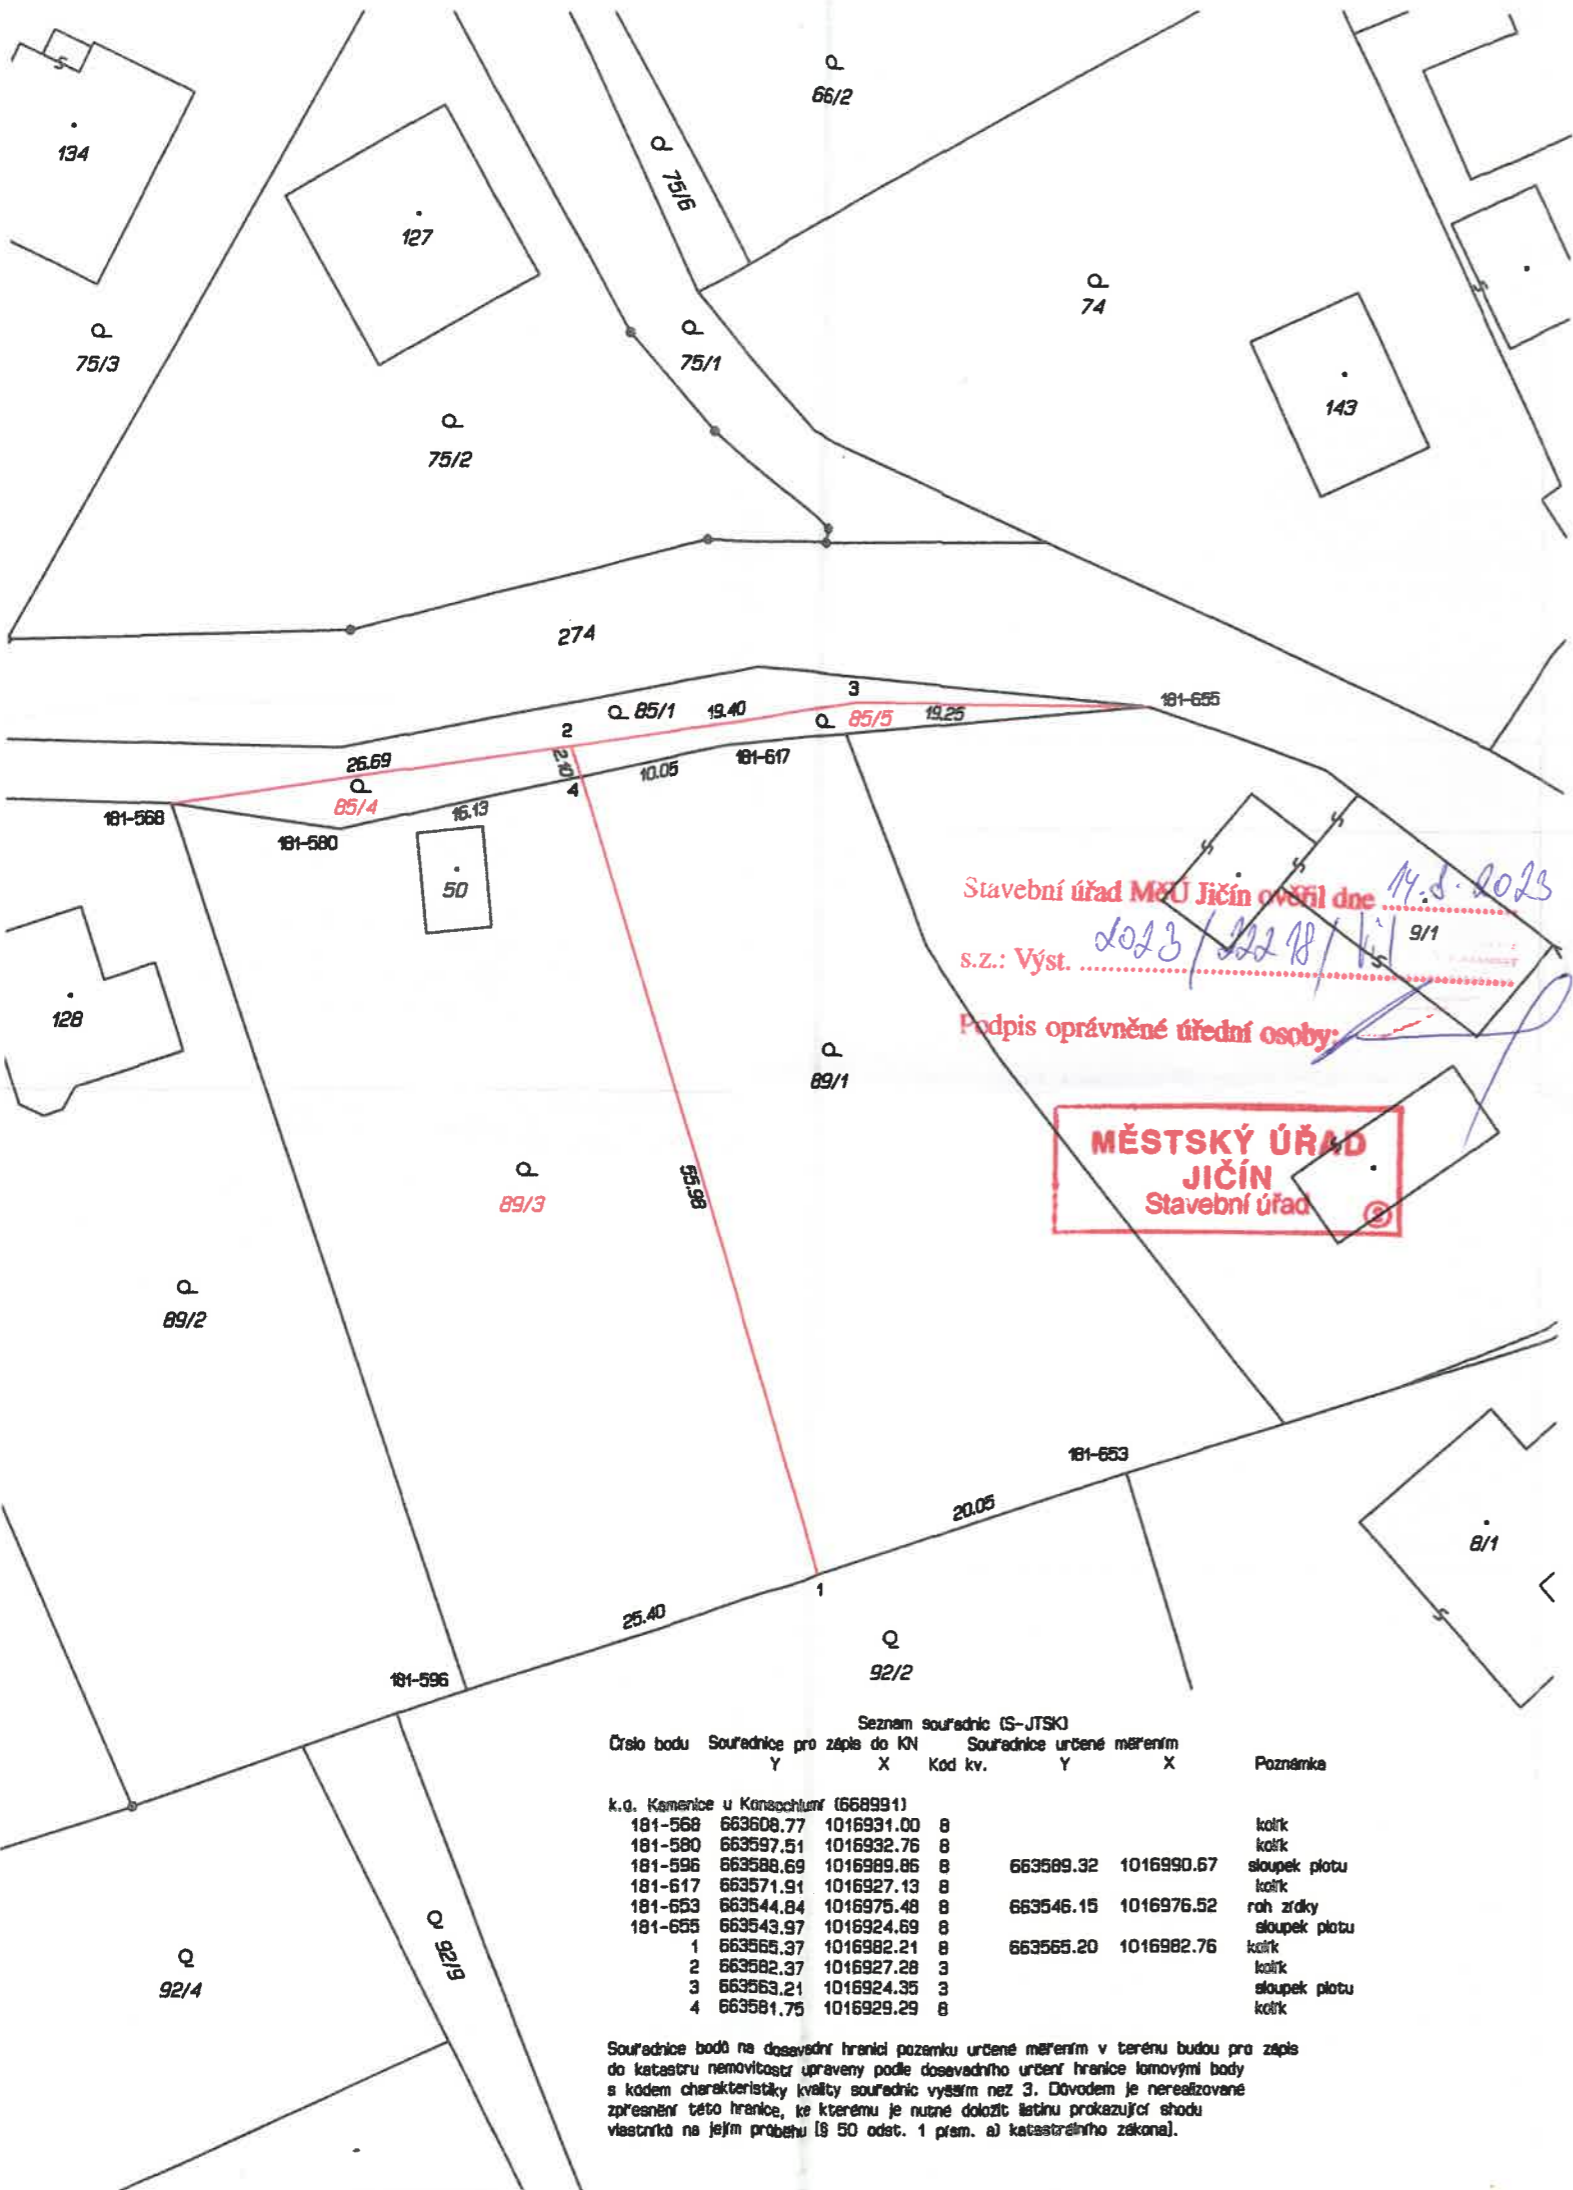 66/2
134
75/6
127
74
75/3
75/1
143
75/2
274
3
181-655
85/1 19.40
85/5 19.25
2
26.69
2.10
181-617
10.05
4
85/4
16.13
181-568
181-580
50
Stavební úřad MěÚ Jičín ověřil dne 14.8.2023
9/1
s.z.: Výst. 2023/22218/
128
Podpis oprávněné úřední osoby:
89/1
MĚSTSKÝ ÚŘAD
JIČÍN
Stavební úřad
55.98
89/3
89/2
181-653
20.05
8/1
1
25.40
92/2
181-596
Seznam souřadnic (S-JTSK)
Číslo bodu Souřadnice pro zápis do KN Souřadnice určené měřením
Y X Kód kv. Y X Poznámka
k.ú. Kamenice u Konecchlumí (668991)
181-568 663608.77 1016931.00 8 kolík
181-580 663597.51 1016932.76 8 kolík
181-596 663588.69 1016989.86 8 663589.32 1016990.67 sloupek plotu
181-617 663571.91 1016927.13 8 kolík
181-653 663544.84 1016975.48 8 663546.15 1016976.52 roh zídky
181-655 663543.97 1016924.69 8 sloupek plotu
1 663565.37 1016982.21 8 663565.20 1016982.76 kolík
2 663582.37 1016927.28 3 kolík
3 663563.21 1016924.35 3 sloupek plotu
4 663581.75 1016929.29 8 kolík
92/9
92/4
Souřadnice bodů na dosavadní hranici pozemku určené měřením v terénu budou pro zápis
do katastru nemovitostí upraveny podle dosavadního určení hranice lomovými body
s kódem charakteristiky kvality souřadnic vyšším než 3. Důvodem je nerealizované
zpřesnění této hranice, ke kterému je nutné doložit listinu prokazující shodu
vlastníků na jejím průběhu [§ 50 odst. 1 písm. a) katastrálního zákona].